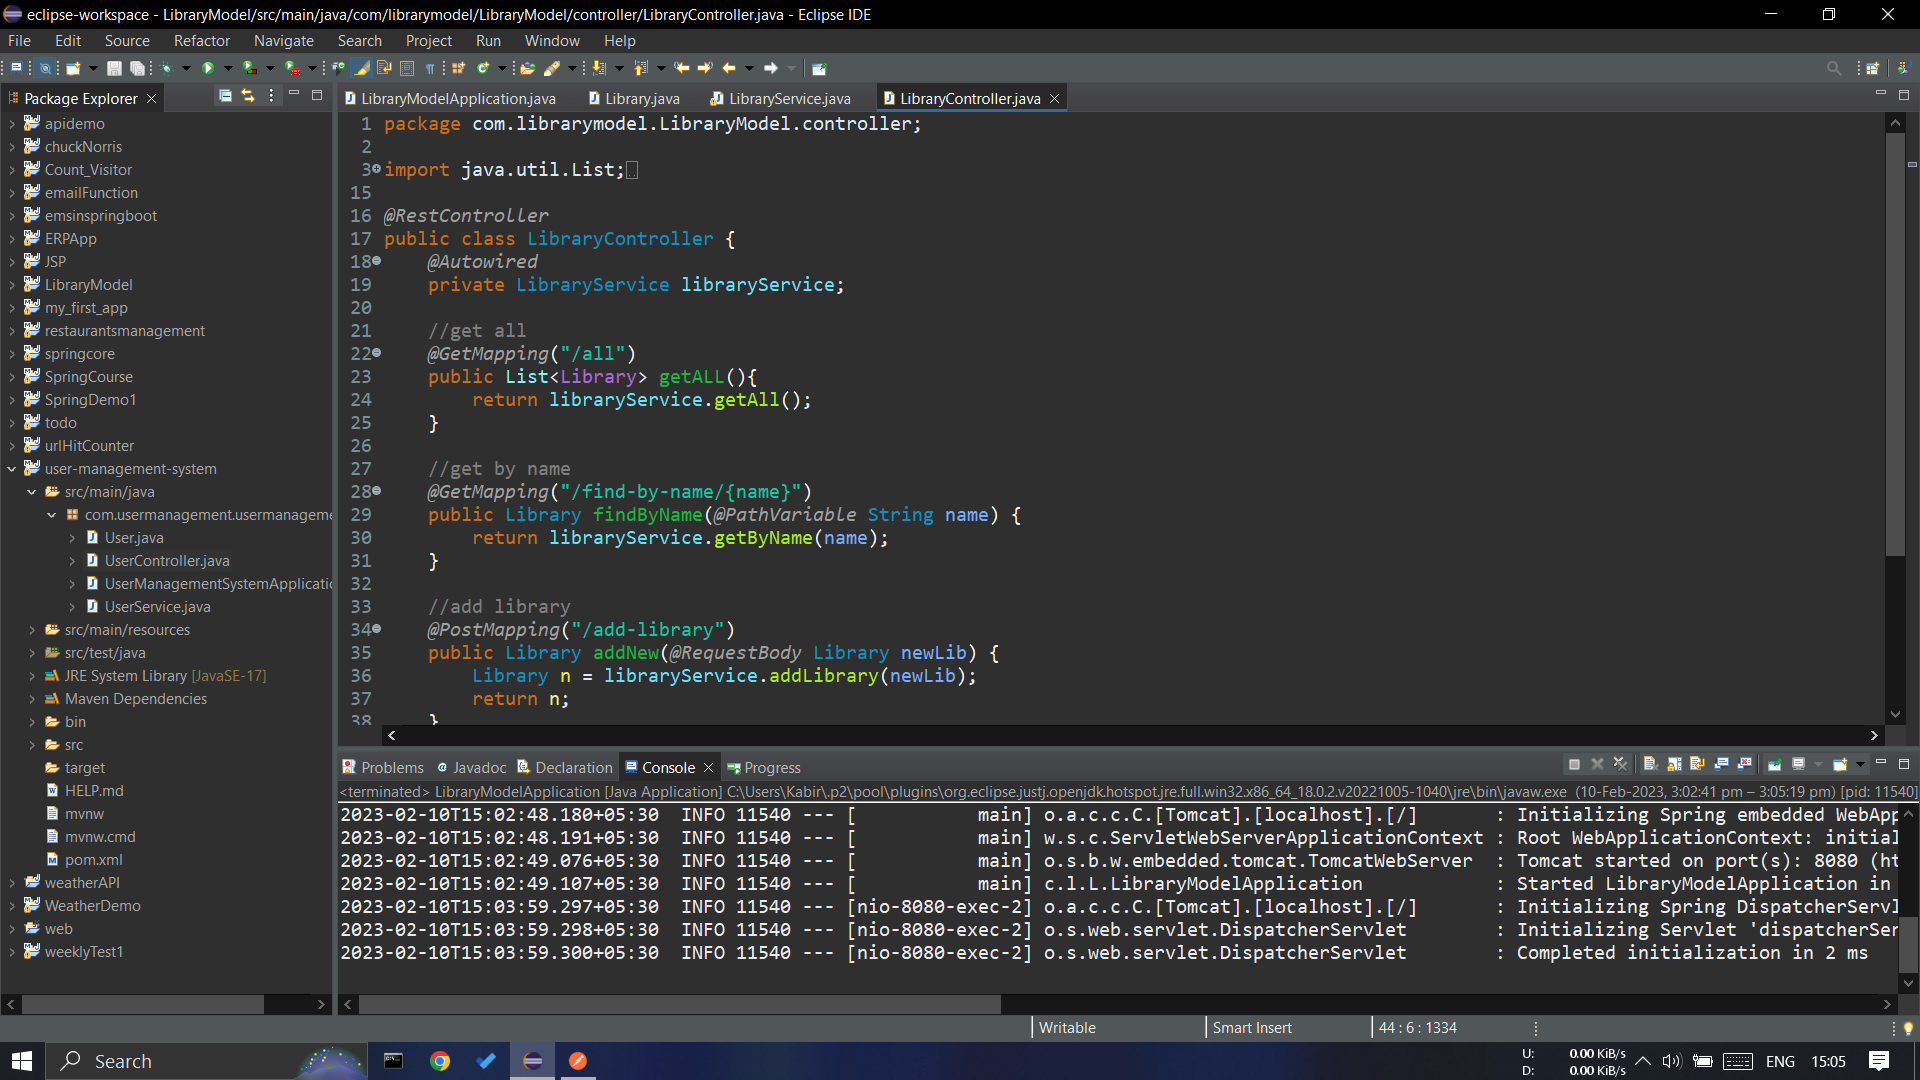 eclipse-workspace - LibraryModel/src/main/java/com/librarymodel/LibraryModel/controller/LibraryController.java - Eclipse IDE
File Edit Source Refactor Navigate Search Project Run Window Help
Package Explorer
apidemo
chuckNorris
Count_Visitor
emailFunction
emsinspringboot
ERPApp
JSP
LibraryModel
my_first_app
restaurantsmanagement
springcore
SpringCourse
SpringDemo1
todo
urlHitCounter
user-management-system
src/main/java
com.usermanagement.usermanageme
User.java
UserController.java
UserManagementSystemApplicatio
UserService.java
src/main/resources
src/test/java
JRE System Library [JavaSE-17]
Maven Dependencies
bin
src
target
HELP.md
mvnw
mvnw.cmd
pom.xml
weatherAPI
WeatherDemo
web
weeklyTest1
LibraryModelApplication.java Library.java LibraryService.java LibraryController.java
1 package com.librarymodel.LibraryModel.controller;
2
3 import java.util.List;
15
16 @RestController
17 public class LibraryController {
18 @Autowired
19 private LibraryService libraryService;
20
21 //get all
22 @GetMapping("/all")
23 public List<Library> getALL(){
24 return libraryService.getAll();
25 }
26
27 //get by name
28 @GetMapping("/find-by-name/{name}")
29 public Library findByName(@PathVariable String name) {
30 return libraryService.getByName(name);
31 }
32
33 //add library
34 @PostMapping("/add-library")
35 public Library addNew(@RequestBody Library newLib) {
36 Library n = libraryService.addLibrary(newLib);
37 return n;
38 }
Problems Javadoc Declaration Console Progress
<terminated> LibraryModelApplication [Java Application] C:\Users\Kabir\.p2\pool\plugins\org.eclipse.justj.openjdk.hotspot.jre.full.win32.x86_64_18.0.2.v20221005-1040\jre\bin\javaw.exe (10-Feb-2023, 3:02:41 pm – 3:05:19 pm) [pid: 11540]
2023-02-10T15:02:48.180+05:30 INFO 11540 --- [ main] o.a.c.c.C.[Tomcat].[localhost].[/] : Initializing Spring embedded WebApp
2023-02-10T15:02:48.191+05:30 INFO 11540 --- [ main] w.s.c.ServletWebServerApplicationContext : Root WebApplicationContext: initial
2023-02-10T15:02:49.076+05:30 INFO 11540 --- [ main] o.s.b.w.embedded.tomcat.TomcatWebServer : Tomcat started on port(s): 8080 (ht
2023-02-10T15:02:49.107+05:30 INFO 11540 --- [ main] c.l.L.LibraryModelApplication : Started LibraryModelApplication in
2023-02-10T15:03:59.297+05:30 INFO 11540 --- [nio-8080-exec-2] o.a.c.c.C.[Tomcat].[localhost].[/] : Initializing Spring DispatcherServl
2023-02-10T15:03:59.298+05:30 INFO 11540 --- [nio-8080-exec-2] o.s.web.servlet.DispatcherServlet : Initializing Servlet 'dispatcherSer
2023-02-10T15:03:59.300+05:30 INFO 11540 --- [nio-8080-exec-2] o.s.web.servlet.DispatcherServlet : Completed initialization in 2 ms
Writable Smart Insert 44 : 6 : 1334
Search
U: 0.00 KiB/s
D: 0.00 KiB/s
ENG 15:05